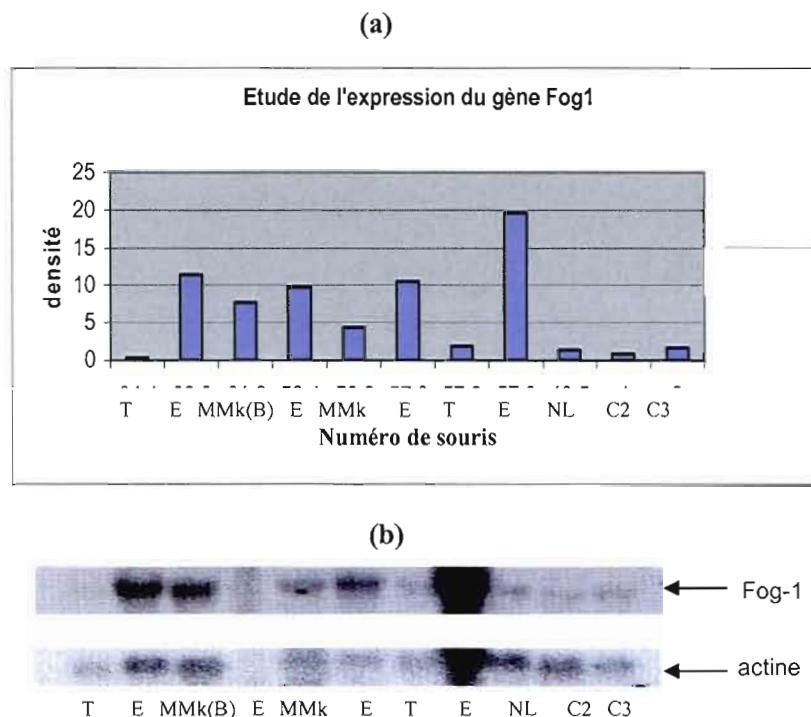 (a)
Etude de l'expression du gène Fog1
densité
25
20
15
10
5
0
T E MMk(B) E MMk E T E NL C2 C3
Numéro de souris
(b)
Fog-1
actine
T E MMk(B) E MMk E T E NL C2 C3